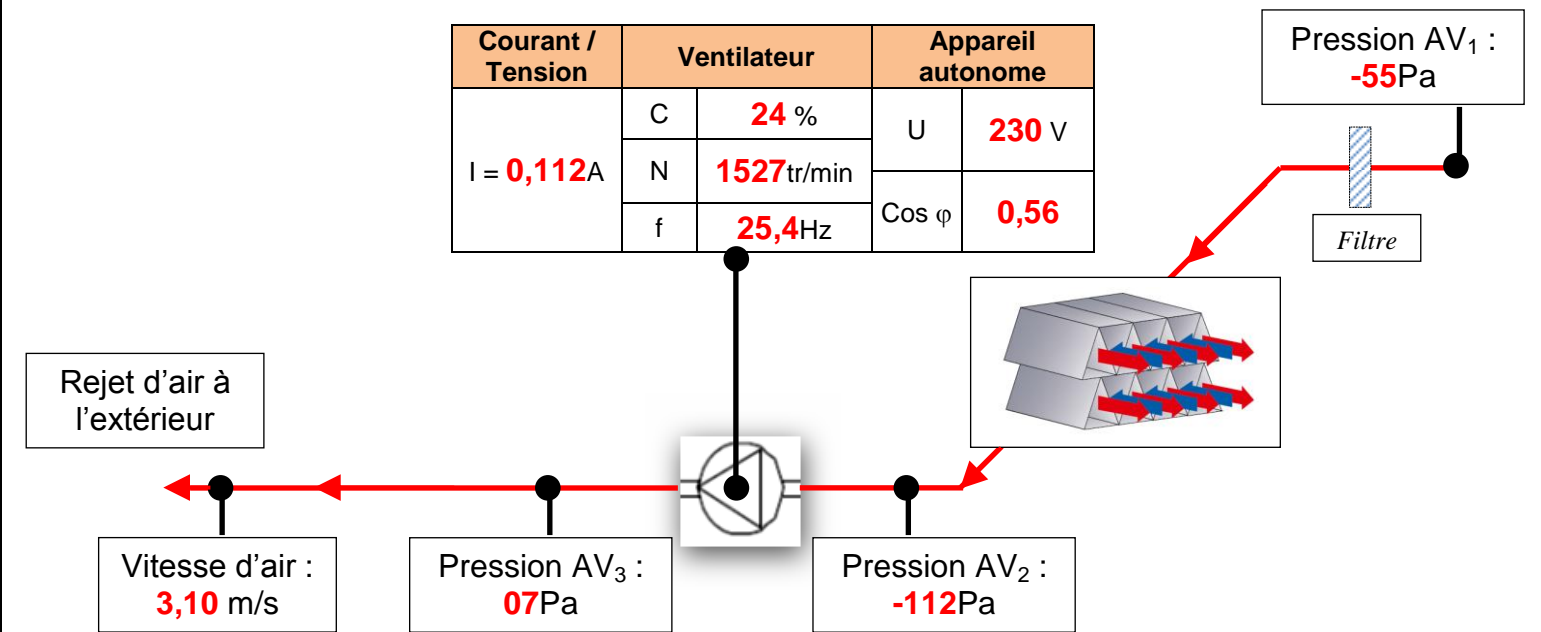 Courant / Tension
Ventilateur
Appareil autonome
I = 0,112A
C
24 %
U
230 V
N
1527tr/min
Cos φ
0,56
f
25,4Hz
Pression AV₁ :
-55Pa
Filtre
Rejet d’air à
l’extérieur
Vitesse d’air :
3,10 m/s
Pression AV₃ :
07Pa
Pression AV₂ :
-112Pa